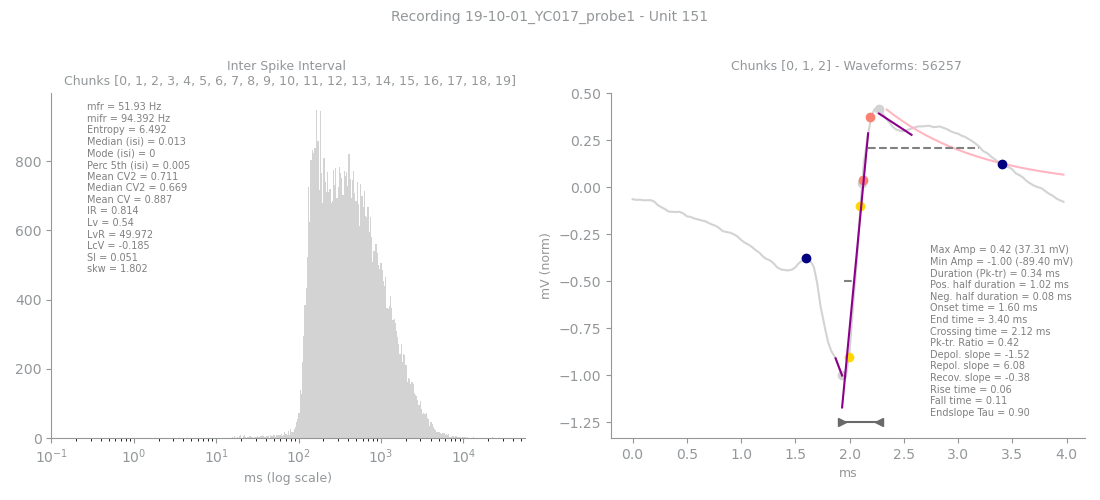 Recording 19-10-01_YC017_probe1 - Unit 151
Inter Spike Interval
Chunks [0, 1, 2, 3, 4, 5, 6, 7, 8, 9, 10, 11, 12, 13, 14, 15, 16, 17, 18, 19]
mfr = 51.93 Hz
mifr = 94.392 Hz
Entropy = 6.492
Median (isi) = 0.013
Mode (isi) = 0
Perc 5th (isi) = 0.005
Mean CV2 = 0.711
Median CV2 = 0.669
Mean CV = 0.887
IR = 0.814
Lv = 0.54
LvR = 49.972
LcV = -0.185
SI = 0.051
skw = 1.802
800
600
400
200
0
10⁻¹ 10⁰ 10¹ 10² 10³ 10⁴
ms (log scale)
Chunks [0, 1, 2] - Waveforms: 56257
0.50
0.25
0.00
−0.25
−0.50
−0.75
−1.00
−1.25
mV (norm)
Max Amp = 0.42 (37.31 mV)
Min Amp = -1.00 (-89.40 mV)
Duration (Pk-tr) = 0.34 ms
Pos. half duration = 1.02 ms
Neg. half duration = 0.08 ms
Onset time = 1.60 ms
End time = 3.40 ms
Crossing time = 2.12 ms
Pk-tr. Ratio = 0.42
Depol. slope = -1.52
Repol. slope = 6.08
Recov. slope = -0.38
Rise time = 0.06
Fall time = 0.11
Endslope Tau = 0.90
0.0 0.5 1.0 1.5 2.0 2.5 3.0 3.5 4.0
ms